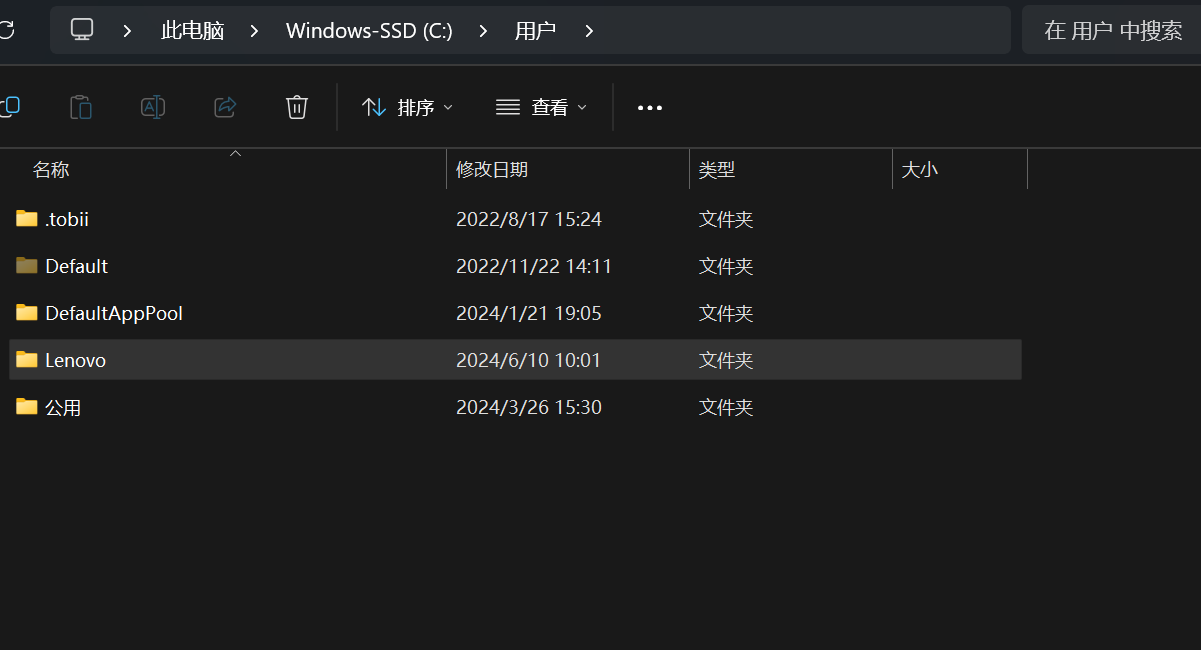 此电脑 Windows-SSD (C:) 用户 在 用户 中搜索
排序 查看
名称 修改日期 类型 大小
.tobii 2022/8/17 15:24 文件夹
Default 2022/11/22 14:11 文件夹
DefaultAppPool 2024/1/21 19:05 文件夹
Lenovo 2024/6/10 10:01 文件夹
公用 2024/3/26 15:30 文件夹